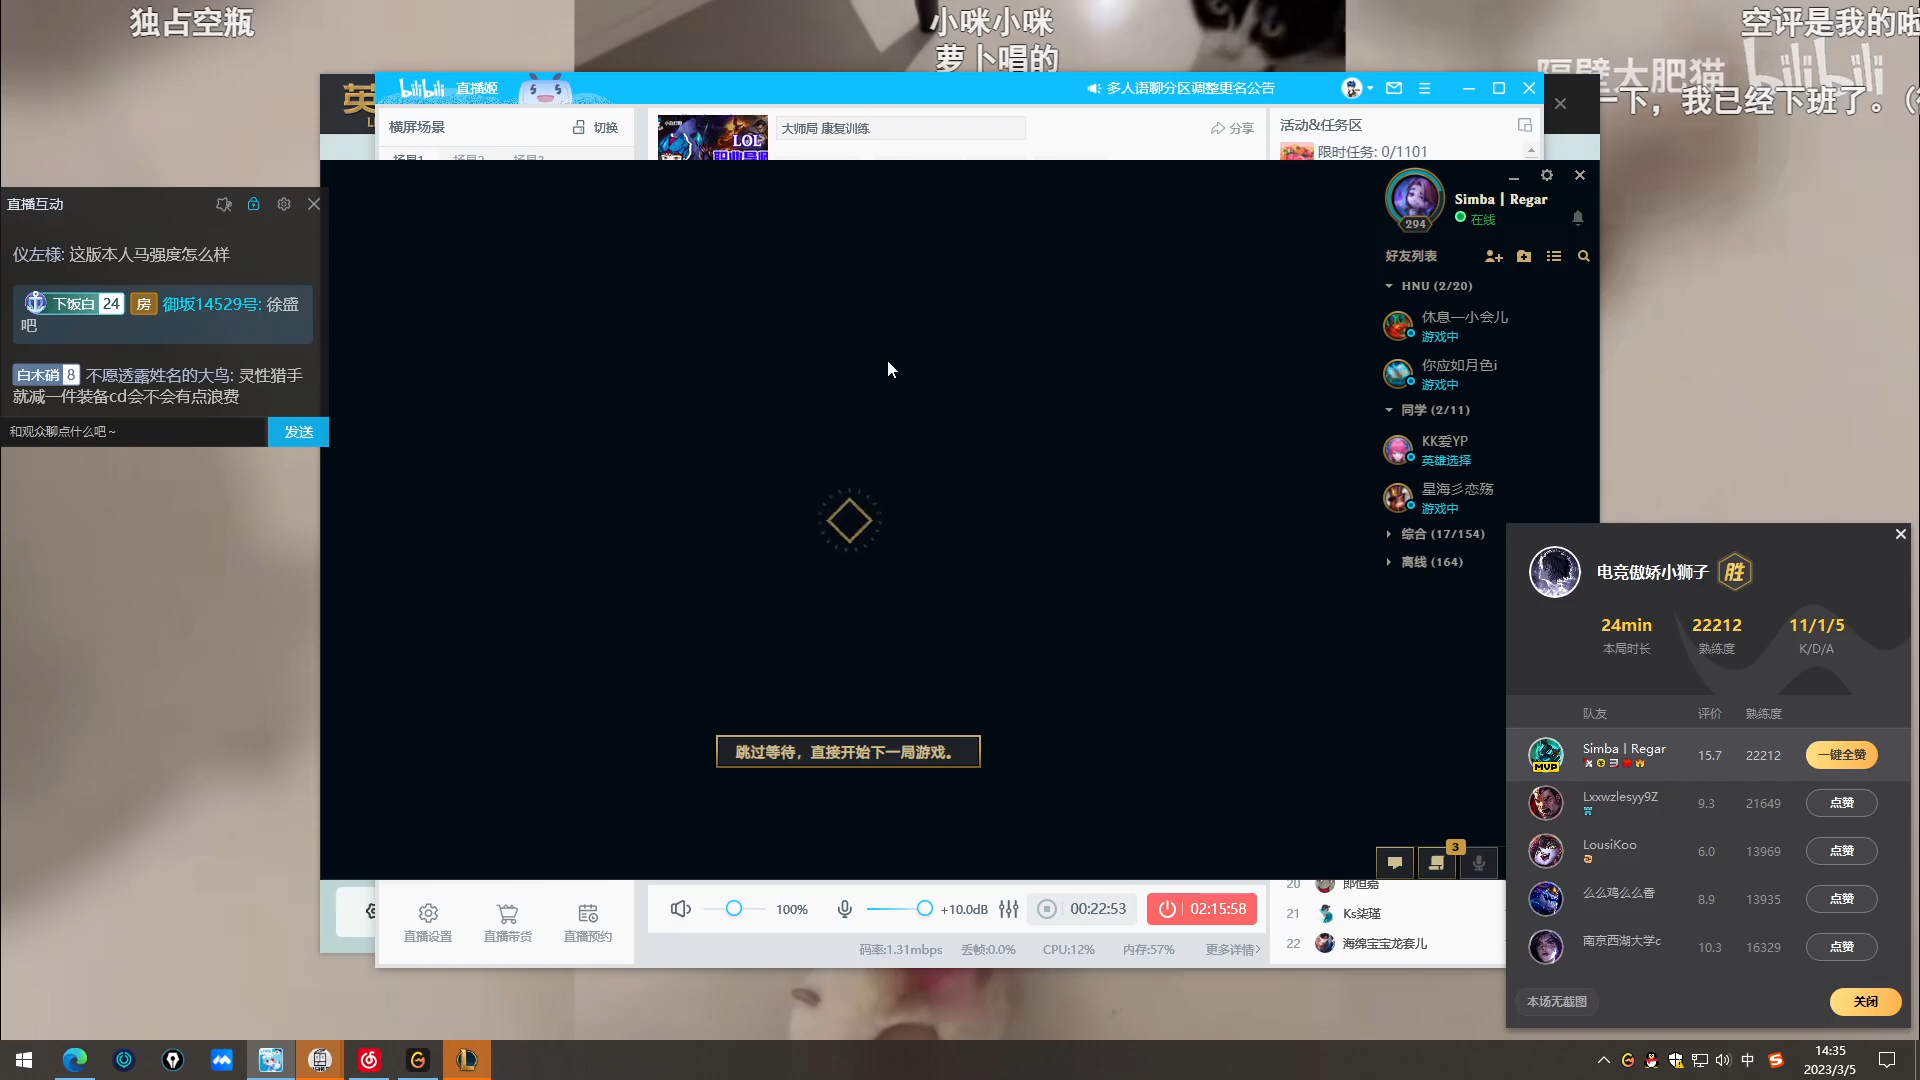 独占空瓶
小咪小咪
萝卜唱的
空评是我的啦
隔壁大肥猫
bilibili
一下，我已经下班了。
英
bilibili 直播姬
多人语聊分区调整更名公告
横屏场景
切换
LOL
大师局 康复训练
分享
活动&任务区
限时任务: 0/1101
直播互动
仪左様: 这版本人马强度怎么样
下饭白 24 房 御坂14529号: 徐盛
吧
白木硝 8 不愿透露姓名的大鸟: 灵性猎手
就减一件装备cd会不会有点浪费
和观众聊点什么吧～
发送
294
Simba丨Regar
在线
好友列表
HNU (2/20)
休息一小会儿
游戏中
你应如月色i
游戏中
同学 (2/11)
KK爱YP
英雄选择
星海彡恋殇
游戏中
综合 (17/154)
离线 (164)
跳过等待，直接开始下一局游戏。
3
电竞傲娇小狮子 胜
24min 22212 11/1/5
本局时长 熟练度 K/D/A
队友 评价 熟练度
MVP
Simba丨Regar 15.7 22212 一键全赞
Lxxwzlesyy9Z 9.3 21649 点赞
LousiKoo 6.0 13969 点赞
么么鸡么么香 8.9 13935 点赞
南京西湖大学c 10.3 16329 点赞
本场无截图 关闭
直播设置 直播带货 直播预约
100% +10.0dB 00:22:53 02:15:58
码率:1.31mbps 丢帧:0.0% CPU:12% 内存:57% 更多详情
20
21 Ks柒瑾
22 海绵宝宝龙套儿
中
14:35
2023/3/5